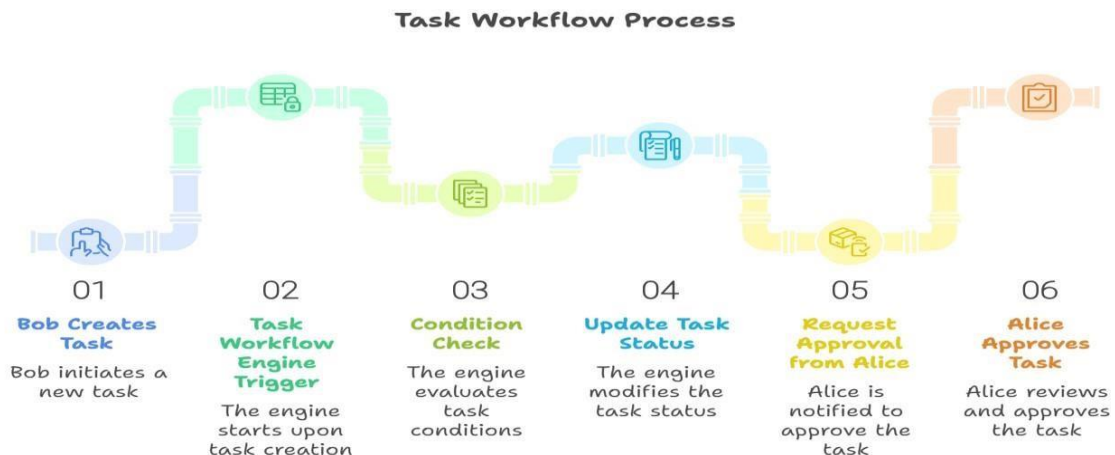 Task Workflow Process
01
Bob Creates
Task
Bob initiates a
new task
02
Task
Workflow
Engine
Trigger
The engine
starts upon
task creation
03
Condition
Check
The engine
evaluates
task
conditions
04
Update Task
Status
The engine
modifies the
task status
05
Request
Approval
from Alice
Alice is
notified to
approve the
task
06
Alice
Approves
Task
Alice reviews
and approves
the task